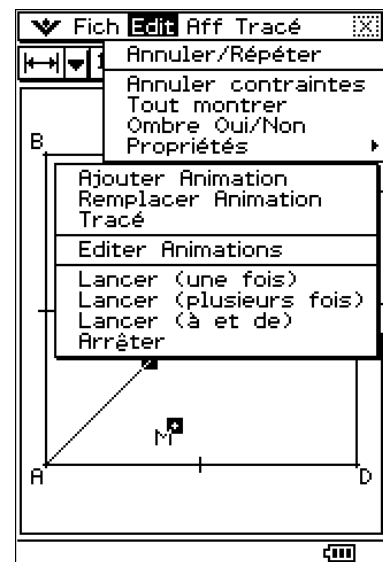 Fich Edit Aff Tracé
Annuler/Répéter
Annuler contraintes
Tout montrer
Ombre Oui/Non
Propriétés
B
Ajouter Animation
Remplacer Animation
Tracé
Editer Animations
Lancer (une fois)
Lancer (plusieurs fois)
Lancer (à et de)
Arrêter
M
A D